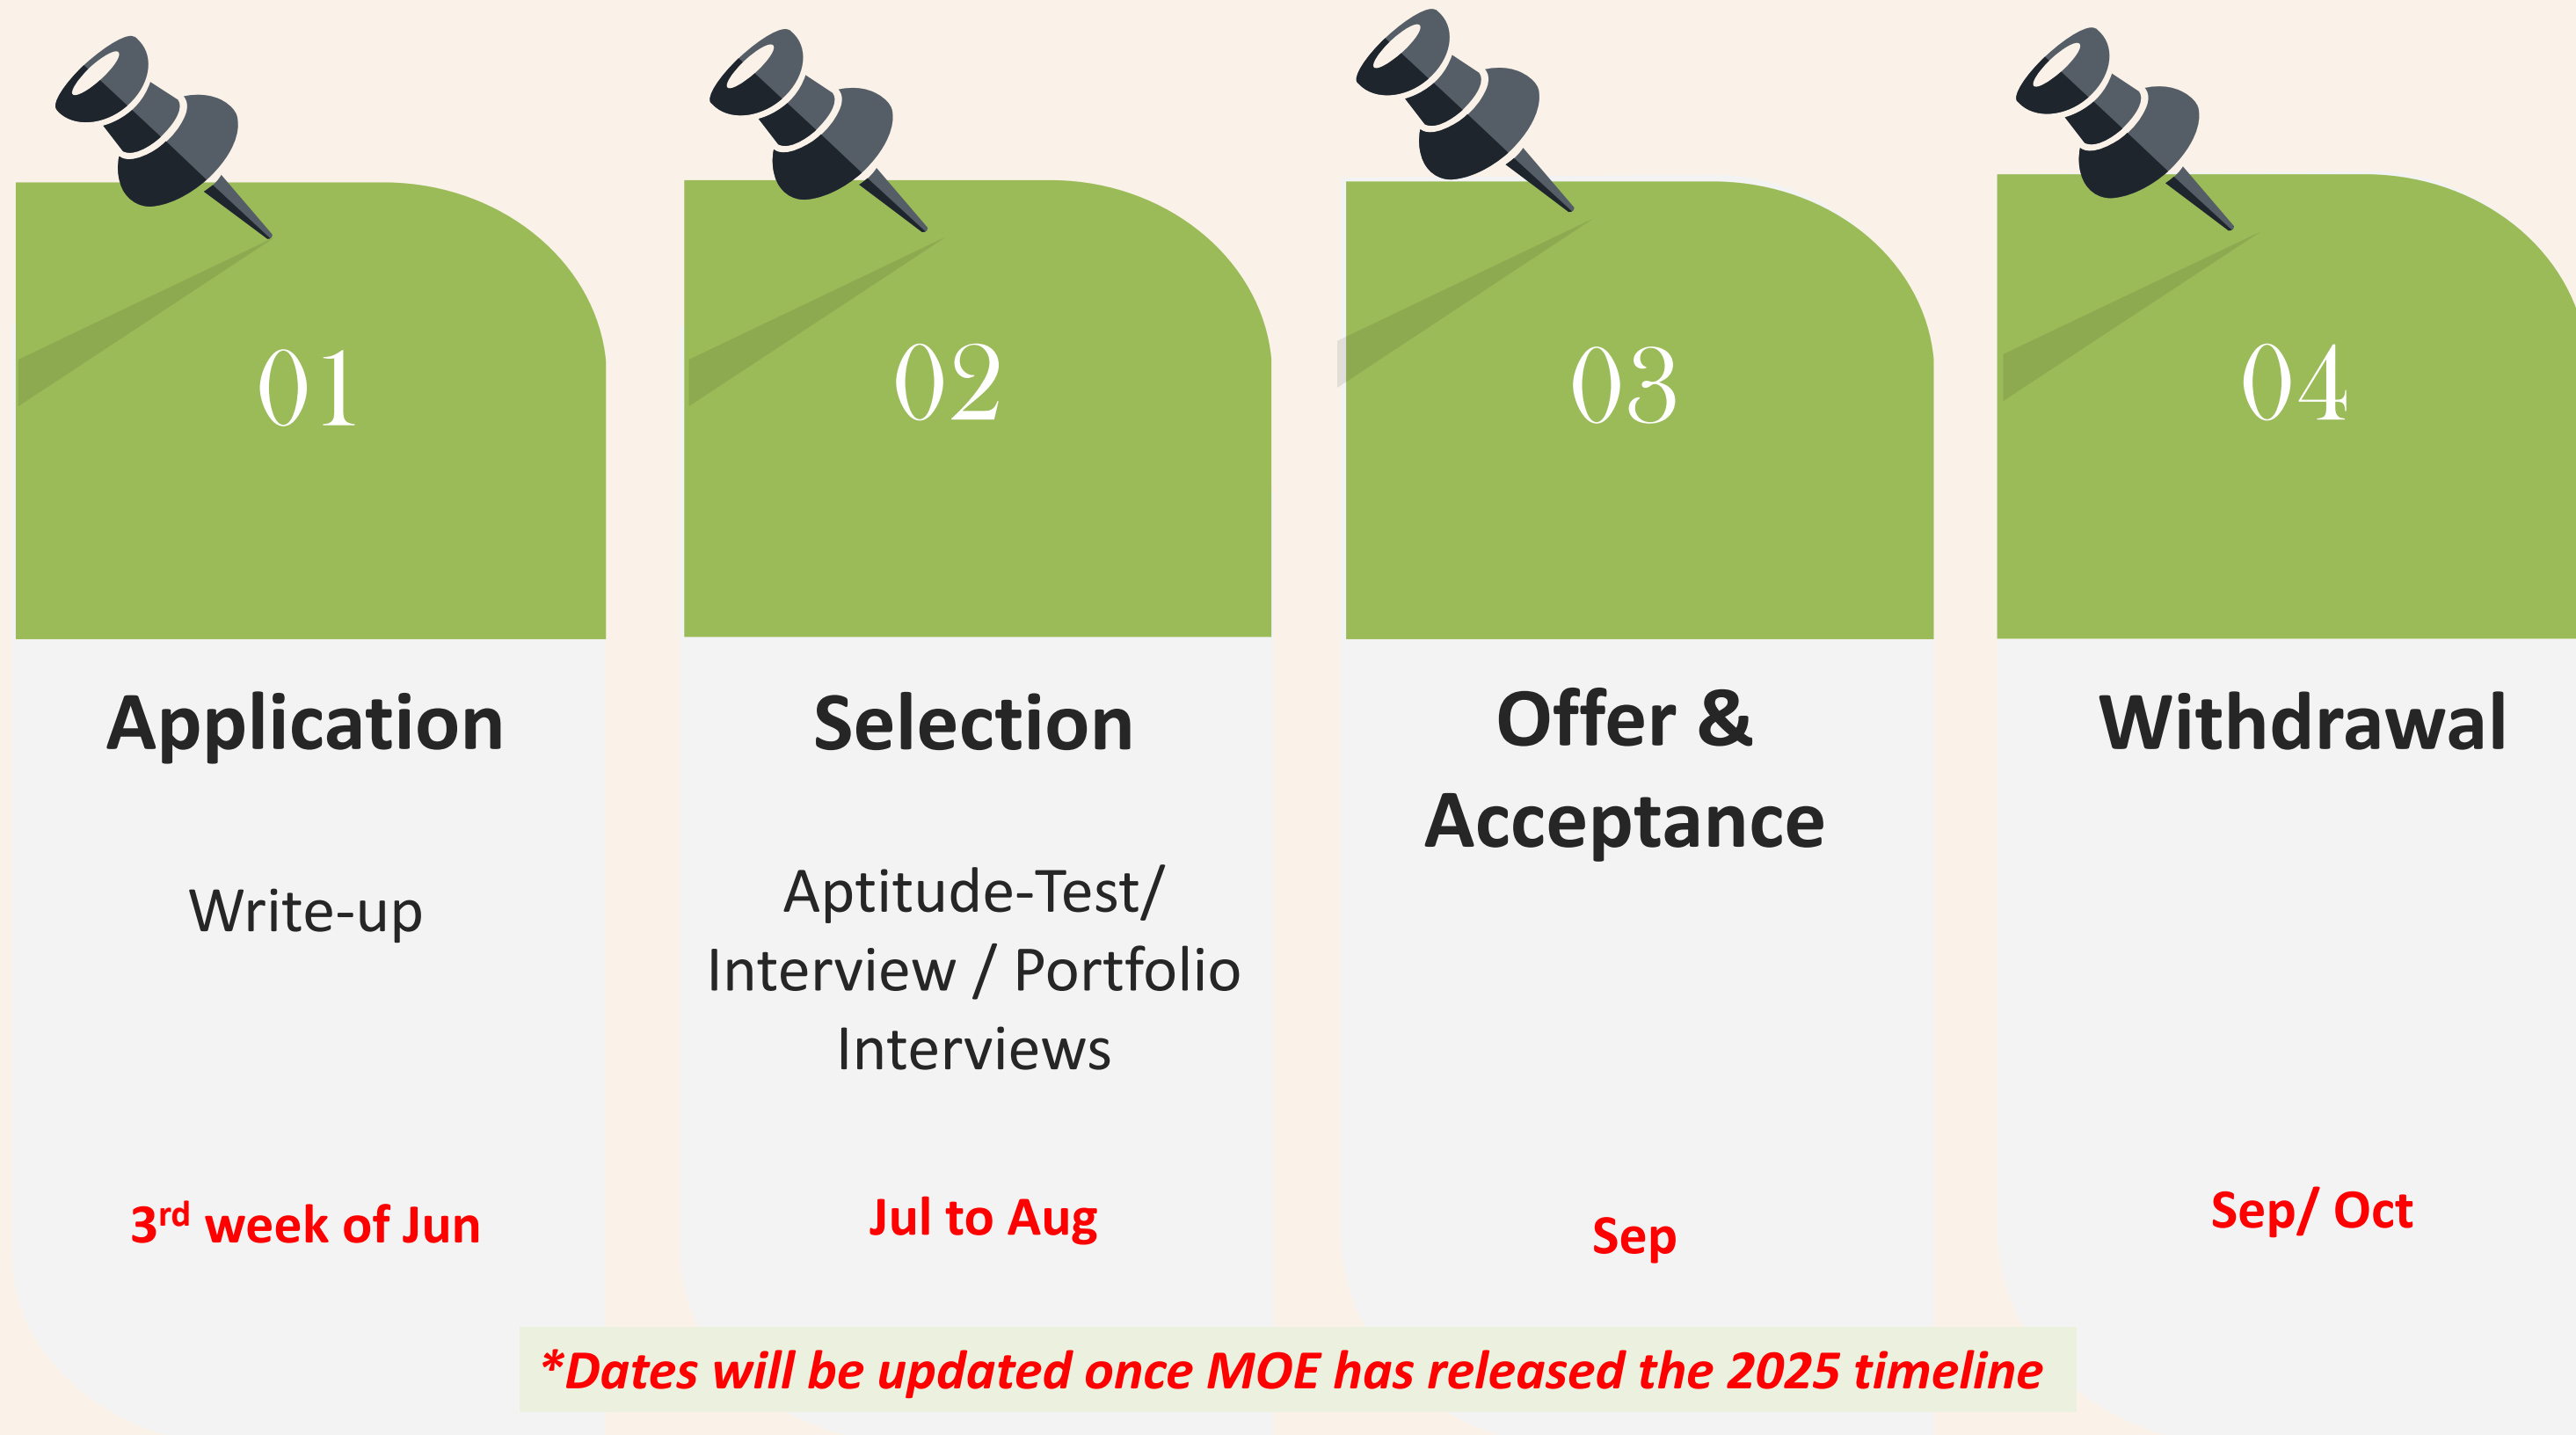 01
Application
Write-up
3rd week of Jun
02
Selection
Aptitude-Test/
Interview / Portfolio
Interviews
Jul to Aug
03
Offer &
Acceptance
Sep
04
Withdrawal
Sep/ Oct
*Dates will be updated once MOE has released the 2025 timeline